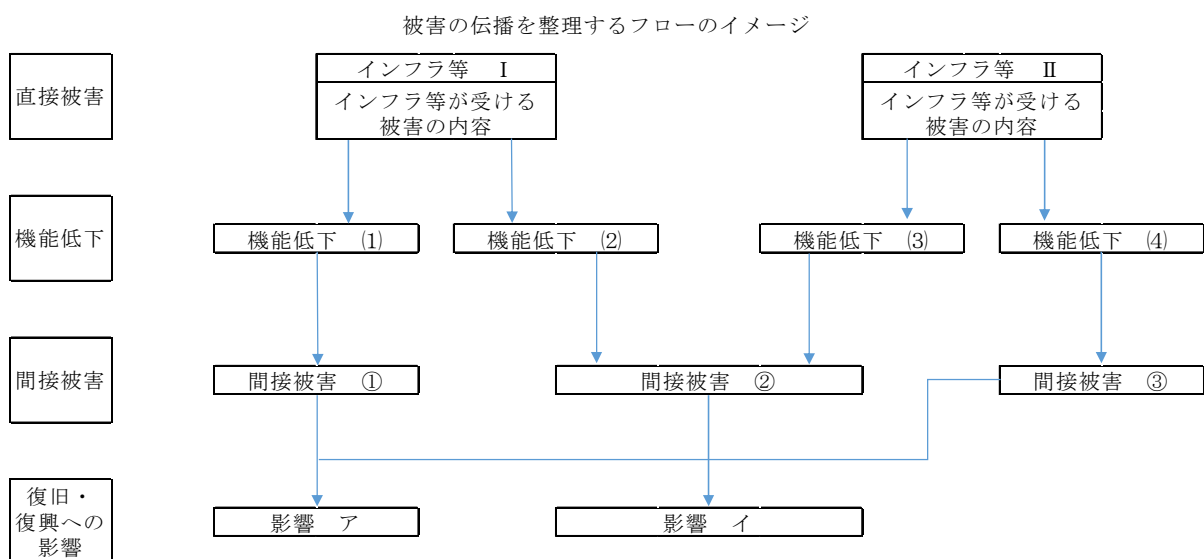 被害の伝播を整理するフローのイメージ
直接被害
インフラ等 Ⅰ
インフラ等が受ける
被害の内容
インフラ等 Ⅱ
インフラ等が受ける
被害の内容
機能低下
機能低下 ⑴
機能低下 ⑵
機能低下 ⑶
機能低下 ⑷
間接被害
間接被害 ①
間接被害 ②
間接被害 ③
復旧・
復興への
影響
影響 ア
影響 イ